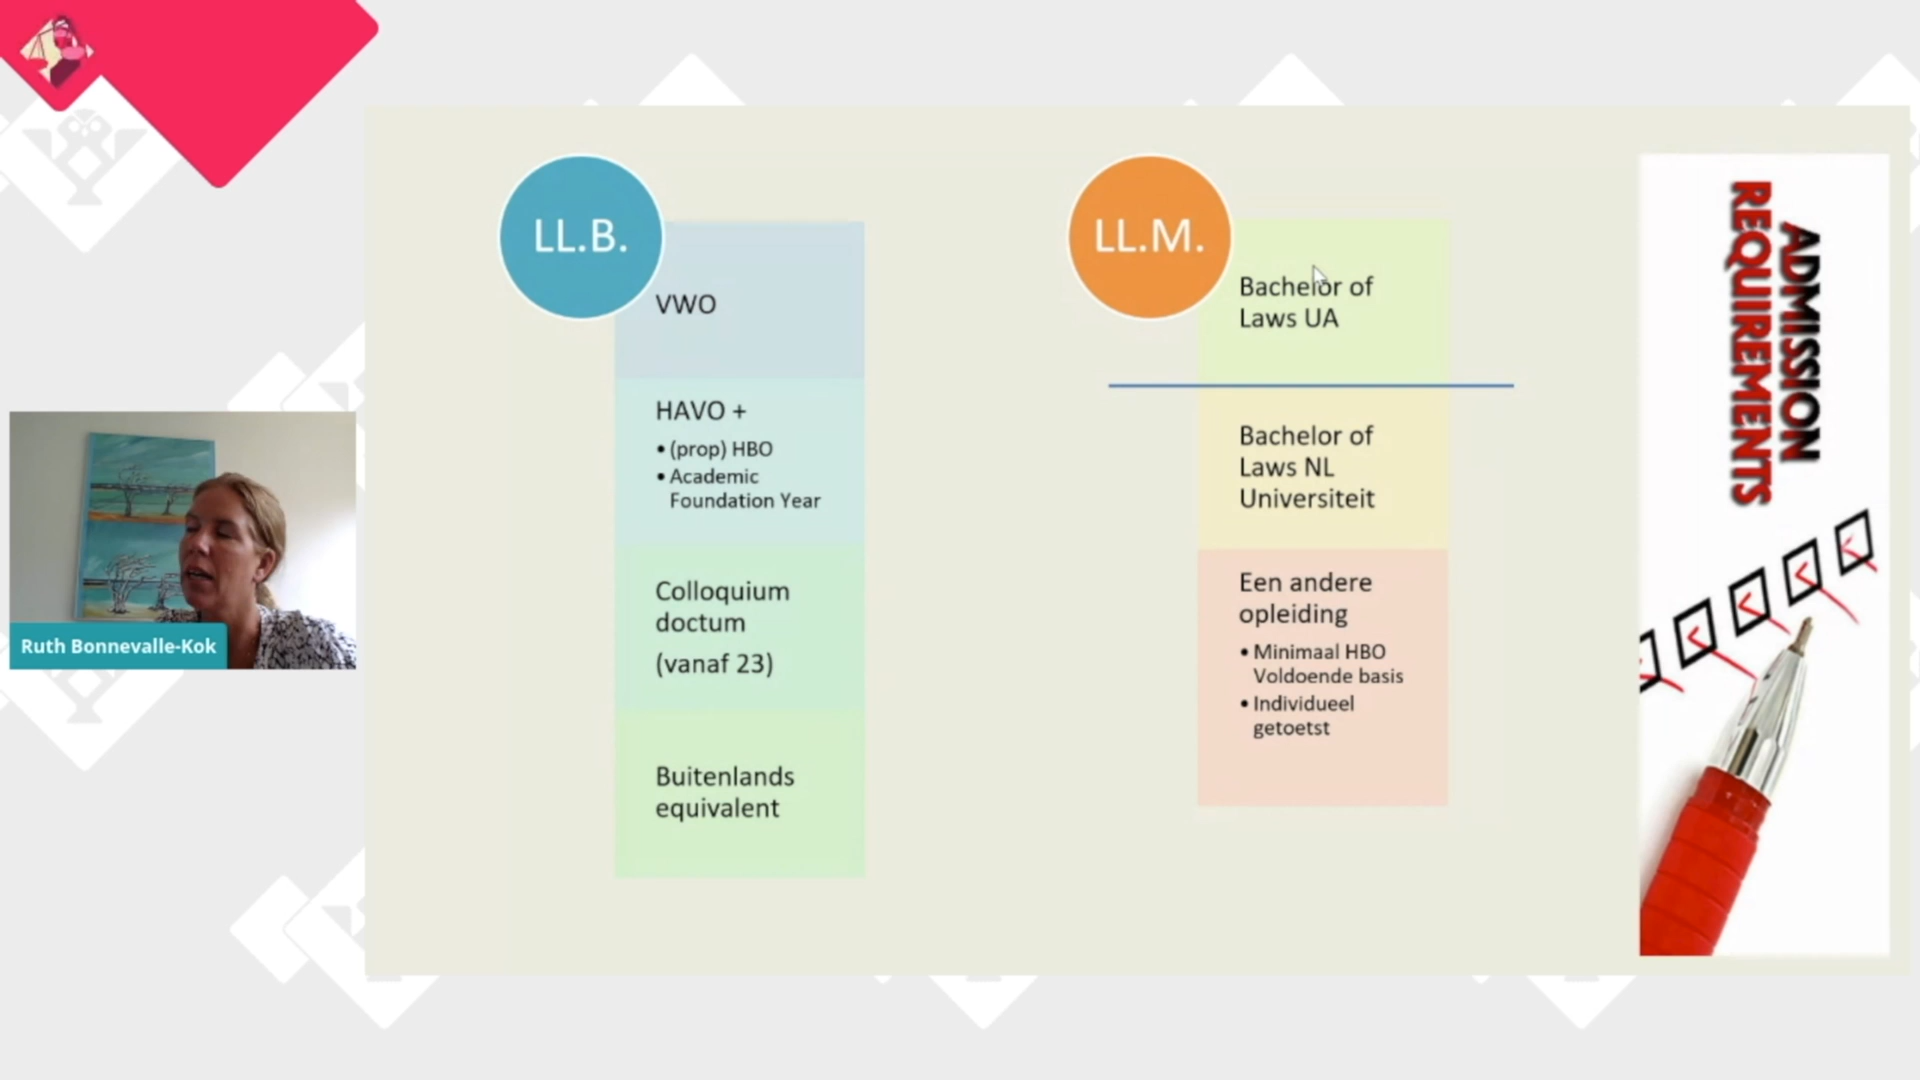 LL.B.
VWO
HAVO +
• (prop) HBO
• Academic
Foundation Year
Colloquium
doctum
(vanaf 23)
Buitenlands
equivalent
LL.M.
Bachelor of
Laws UA
Bachelor of
Laws NL
Universiteit
Een andere
opleiding
• Minimaal HBO
Voldoende basis
• Individueel
getoetst
ADMISSION
REQUIREMENTS
Ruth Bonnevalle-Kok